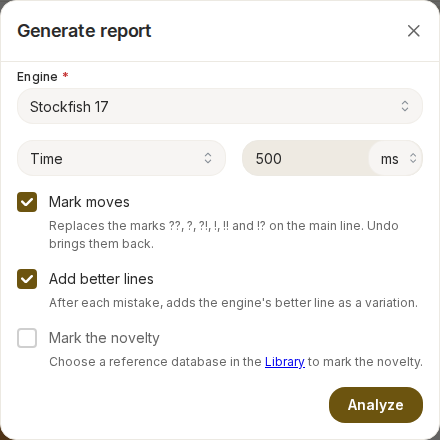 Generate report
Engine *
Stockfish 17
Time
500 ms
Mark moves
Replaces the marks ??, ?, ?!, !, !! and !? on the main line. Undo
brings them back.
Add better lines
After each mistake, adds the engine's better line as a variation.
Mark the novelty
Choose a reference database in the Library to mark the novelty.
Analyze